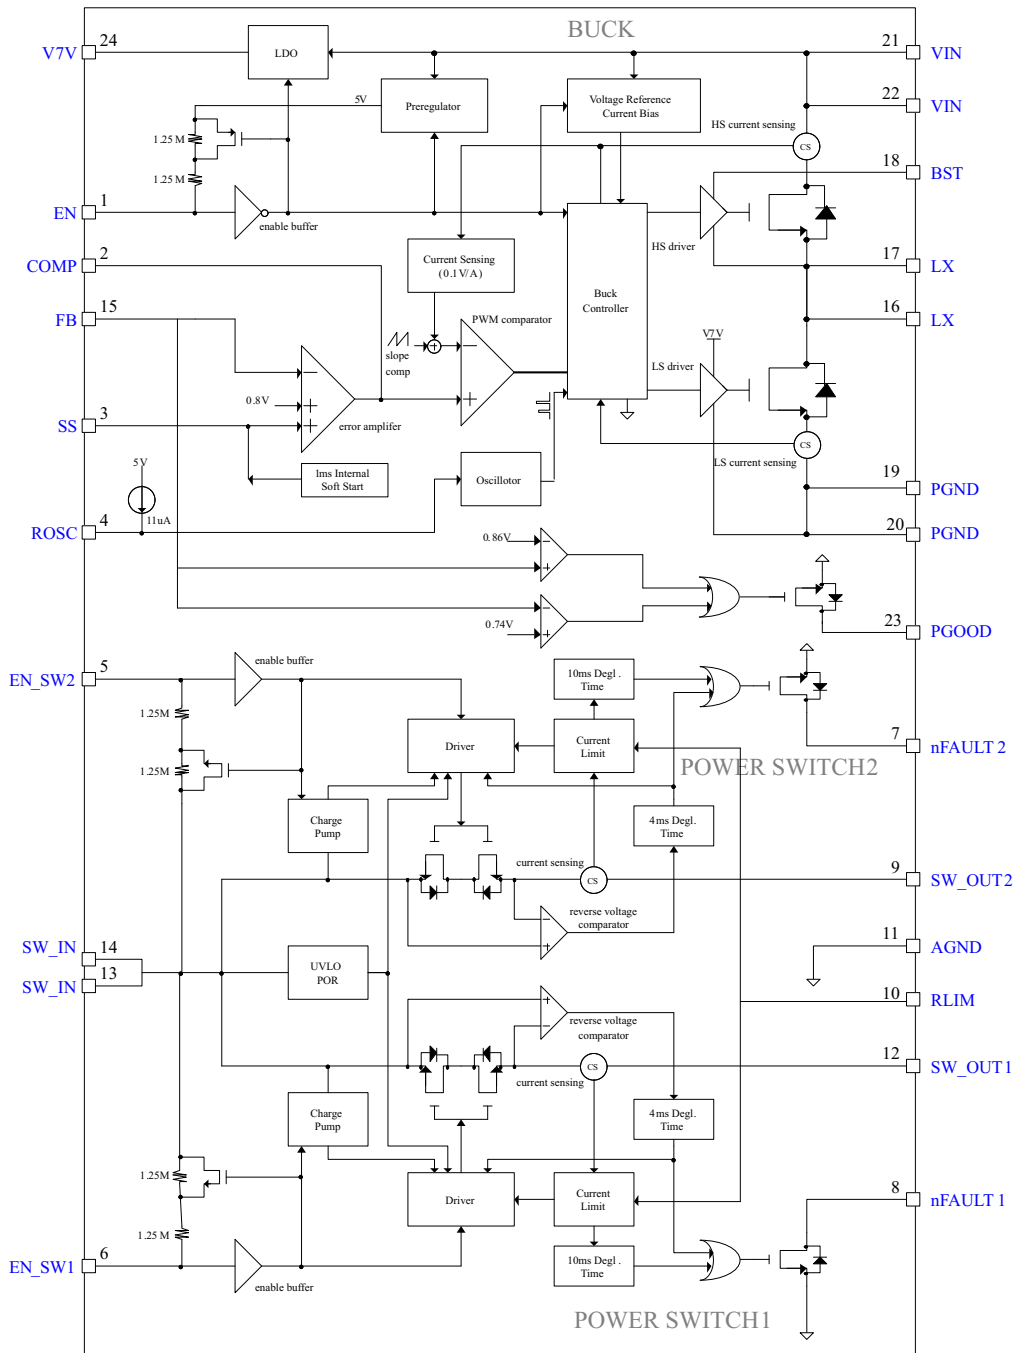 BUCK
V7V
24
LDO
21
VIN
5V
Preregulator
Voltage Reference
Current Bias
22
VIN
HS current sensing
1.25 M
CS
1.25 M
18
BST
1
EN
enable buffer
HS driver
2
COMP
Current Sensing
(0.1V/A)
17
LX
Buck
Controller
15
FB
PWM comparator
16
LX
slope
comp
V7V
LS driver
0.8V
3
SS
error amplifer
CS
LS current sensing
1ms Internal
Soft Start
Oscillotor
19
PGND
5V
11uA
4
ROSC
20
PGND
0.86V
0.74V
23
PGOOD
5
EN_SW2
enable buffer
10ms Degl .
Time
1.25M
Driver
Current
Limit
7
nFAULT 2
POWER SWITCH2
1.25M
Charge
Pump
4ms Degl.
Time
current sensing
CS
9
SW_OUT2
reverse voltage
comparator
11
AGND
SW_IN
14
13
SW_IN
UVLO
POR
10
RLIM
reverse voltage
comparator
12
SW_OUT1
CS
current sensing
Charge
Pump
4ms Degl.
Time
1.25M
Driver
Current
Limit
8
nFAULT 1
1.25 M
6
EN_SW1
enable buffer
10ms Degl .
Time
POWER SWITCH1